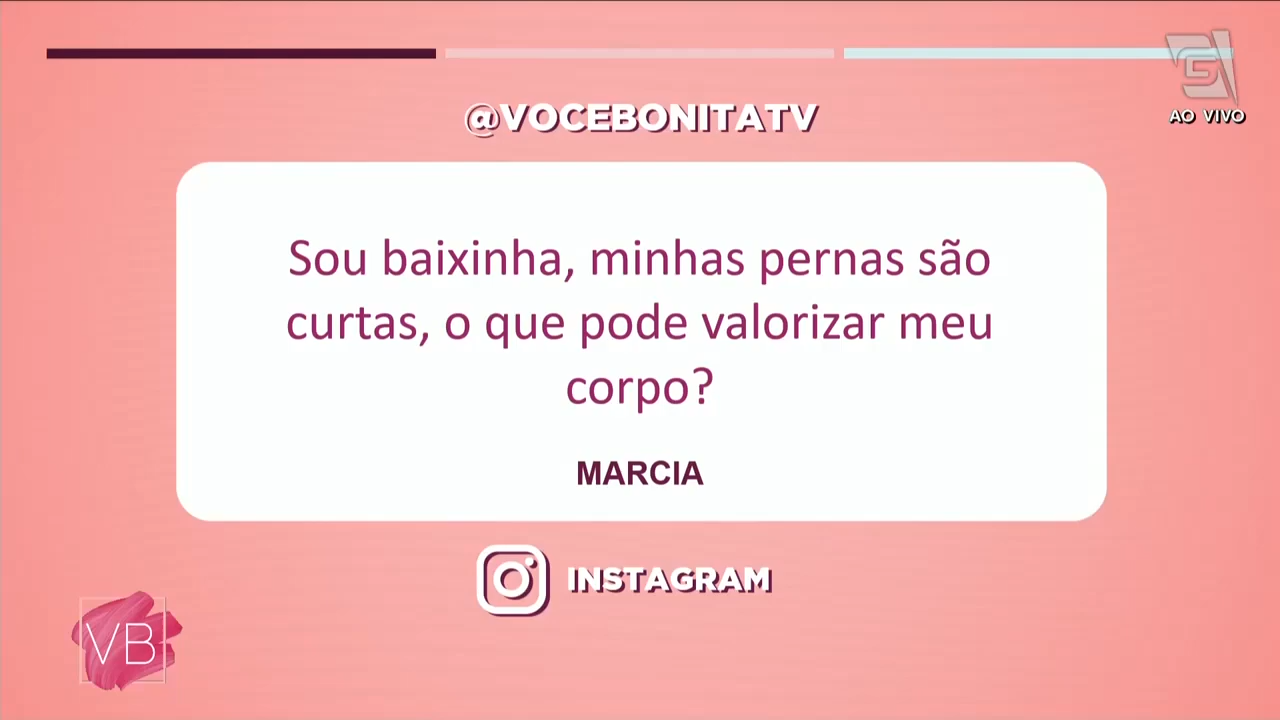 @VOCEBONITATV
AO VIVO
Sou baixinha, minhas pernas são
curtas, o que pode valorizar meu
corpo?
MARCIA
INSTAGRAM
VB